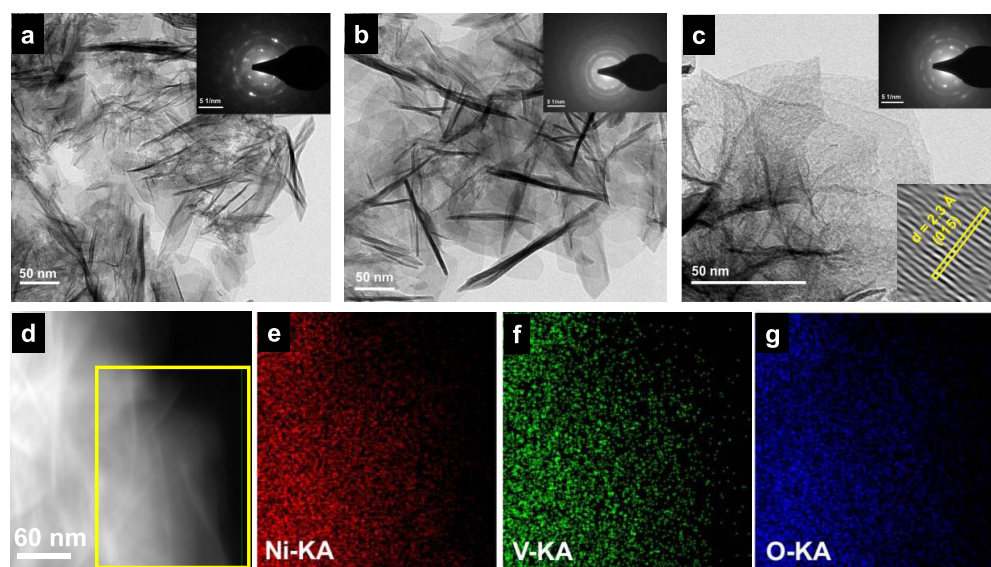 a
5 1/nm
50 nm
b
5 1/nm
50 nm
c
5 1/nm
d = 2.3 Å
(015)
50 nm
d
60 nm
e
Ni-KA
f
V-KA
g
O-KA